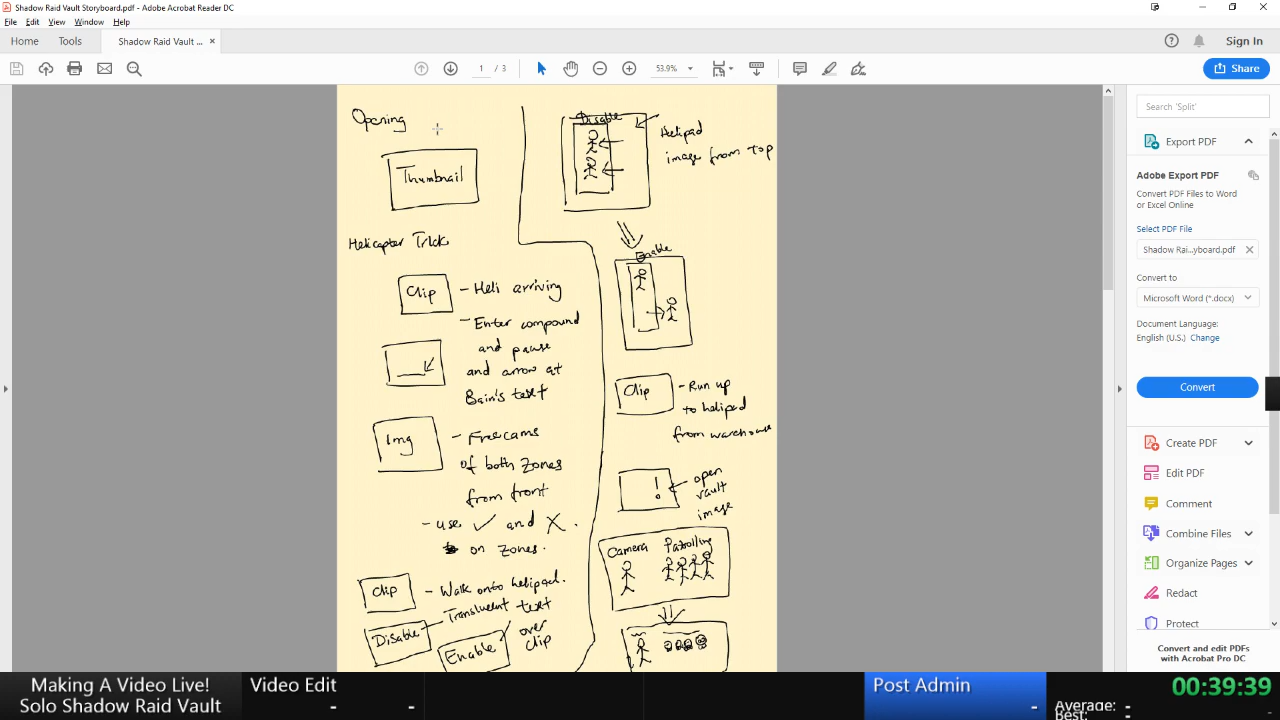 Shadow Raid Vault Storyboard.pdf - Adobe Acrobat Reader DC
File Edit View Window Help
Home Tools Shadow Raid Vault ... × Sign In
1 / 3 53.9% Share
Opening
Thumbnail
Helicopter Trick
Clip - Heli arriving
- Enter compound
and pause
and arrow at
Bain's text
Img - Freecams
of both zones
from front
- use ✓ and X.
on zones.
Clip - Walk onto helipad.
Disable - Translucent text
Enable over
clip
Disable
Helipad
image from top
Enable
Clip - Run up
to helipad
from warehouse
! open
vault
image
Camera Patrolling
Search 'Split'
Export PDF
Adobe Export PDF
Convert PDF Files to Word
or Excel Online
Select PDF File
Shadow Rai...yboard.pdf
Convert to
Microsoft Word (*.docx)
Document Language:
English (U.S.) Change
Convert
Create PDF
Edit PDF
Comment
Combine Files
Organize Pages
Redact
Protect
Convert and edit PDFs
with Acrobat Pro DC
Making A Video Live!
Solo Shadow Raid Vault
Video Edit
- -
Post Admin
-
00:39:39
Average: -
Best: -